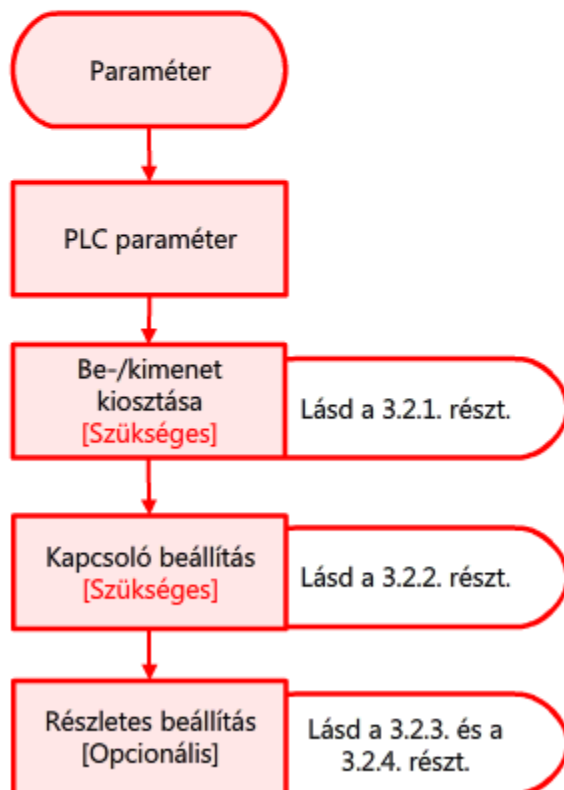 Paraméter
PLC paraméter
Be-/kimenet
kiosztása
[Szükséges]
Lásd a 3.2.1. részt.
Kapcsoló beállítás
[Szükséges]
Lásd a 3.2.2. részt.
Részletes beállítás
[Opcionális]
Lásd a 3.2.3. és a
3.2.4. részt.